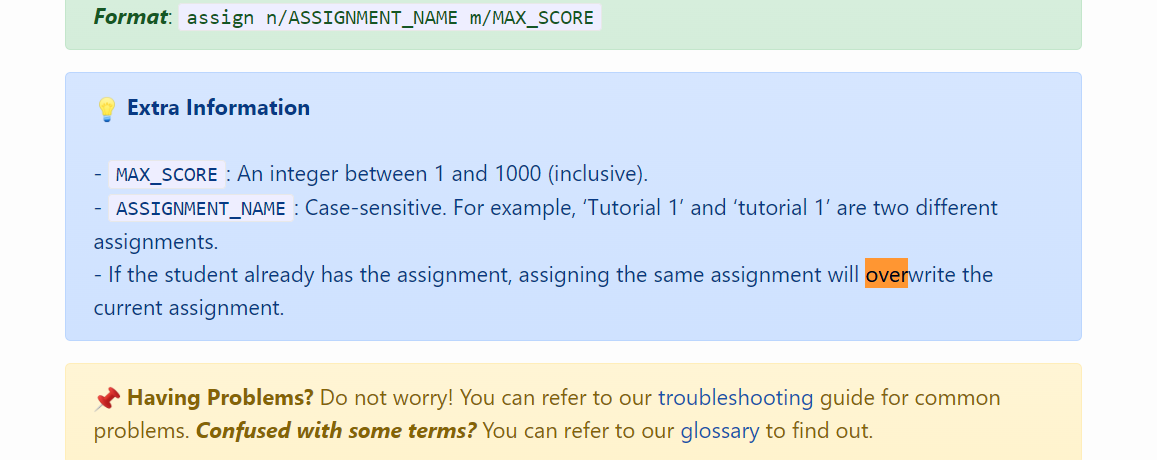 Format: assign n/ASSIGNMENT_NAME m/MAX_SCORE
Extra Information
- MAX_SCORE: An integer between 1 and 1000 (inclusive).
- ASSIGNMENT_NAME: Case-sensitive. For example, ‘Tutorial 1’ and ‘tutorial 1’ are two different
assignments.
- If the student already has the assignment, assigning the same assignment will overwrite the
current assignment.
Having Problems? Do not worry! You can refer to our troubleshooting guide for common
problems. Confused with some terms? You can refer to our glossary to find out.